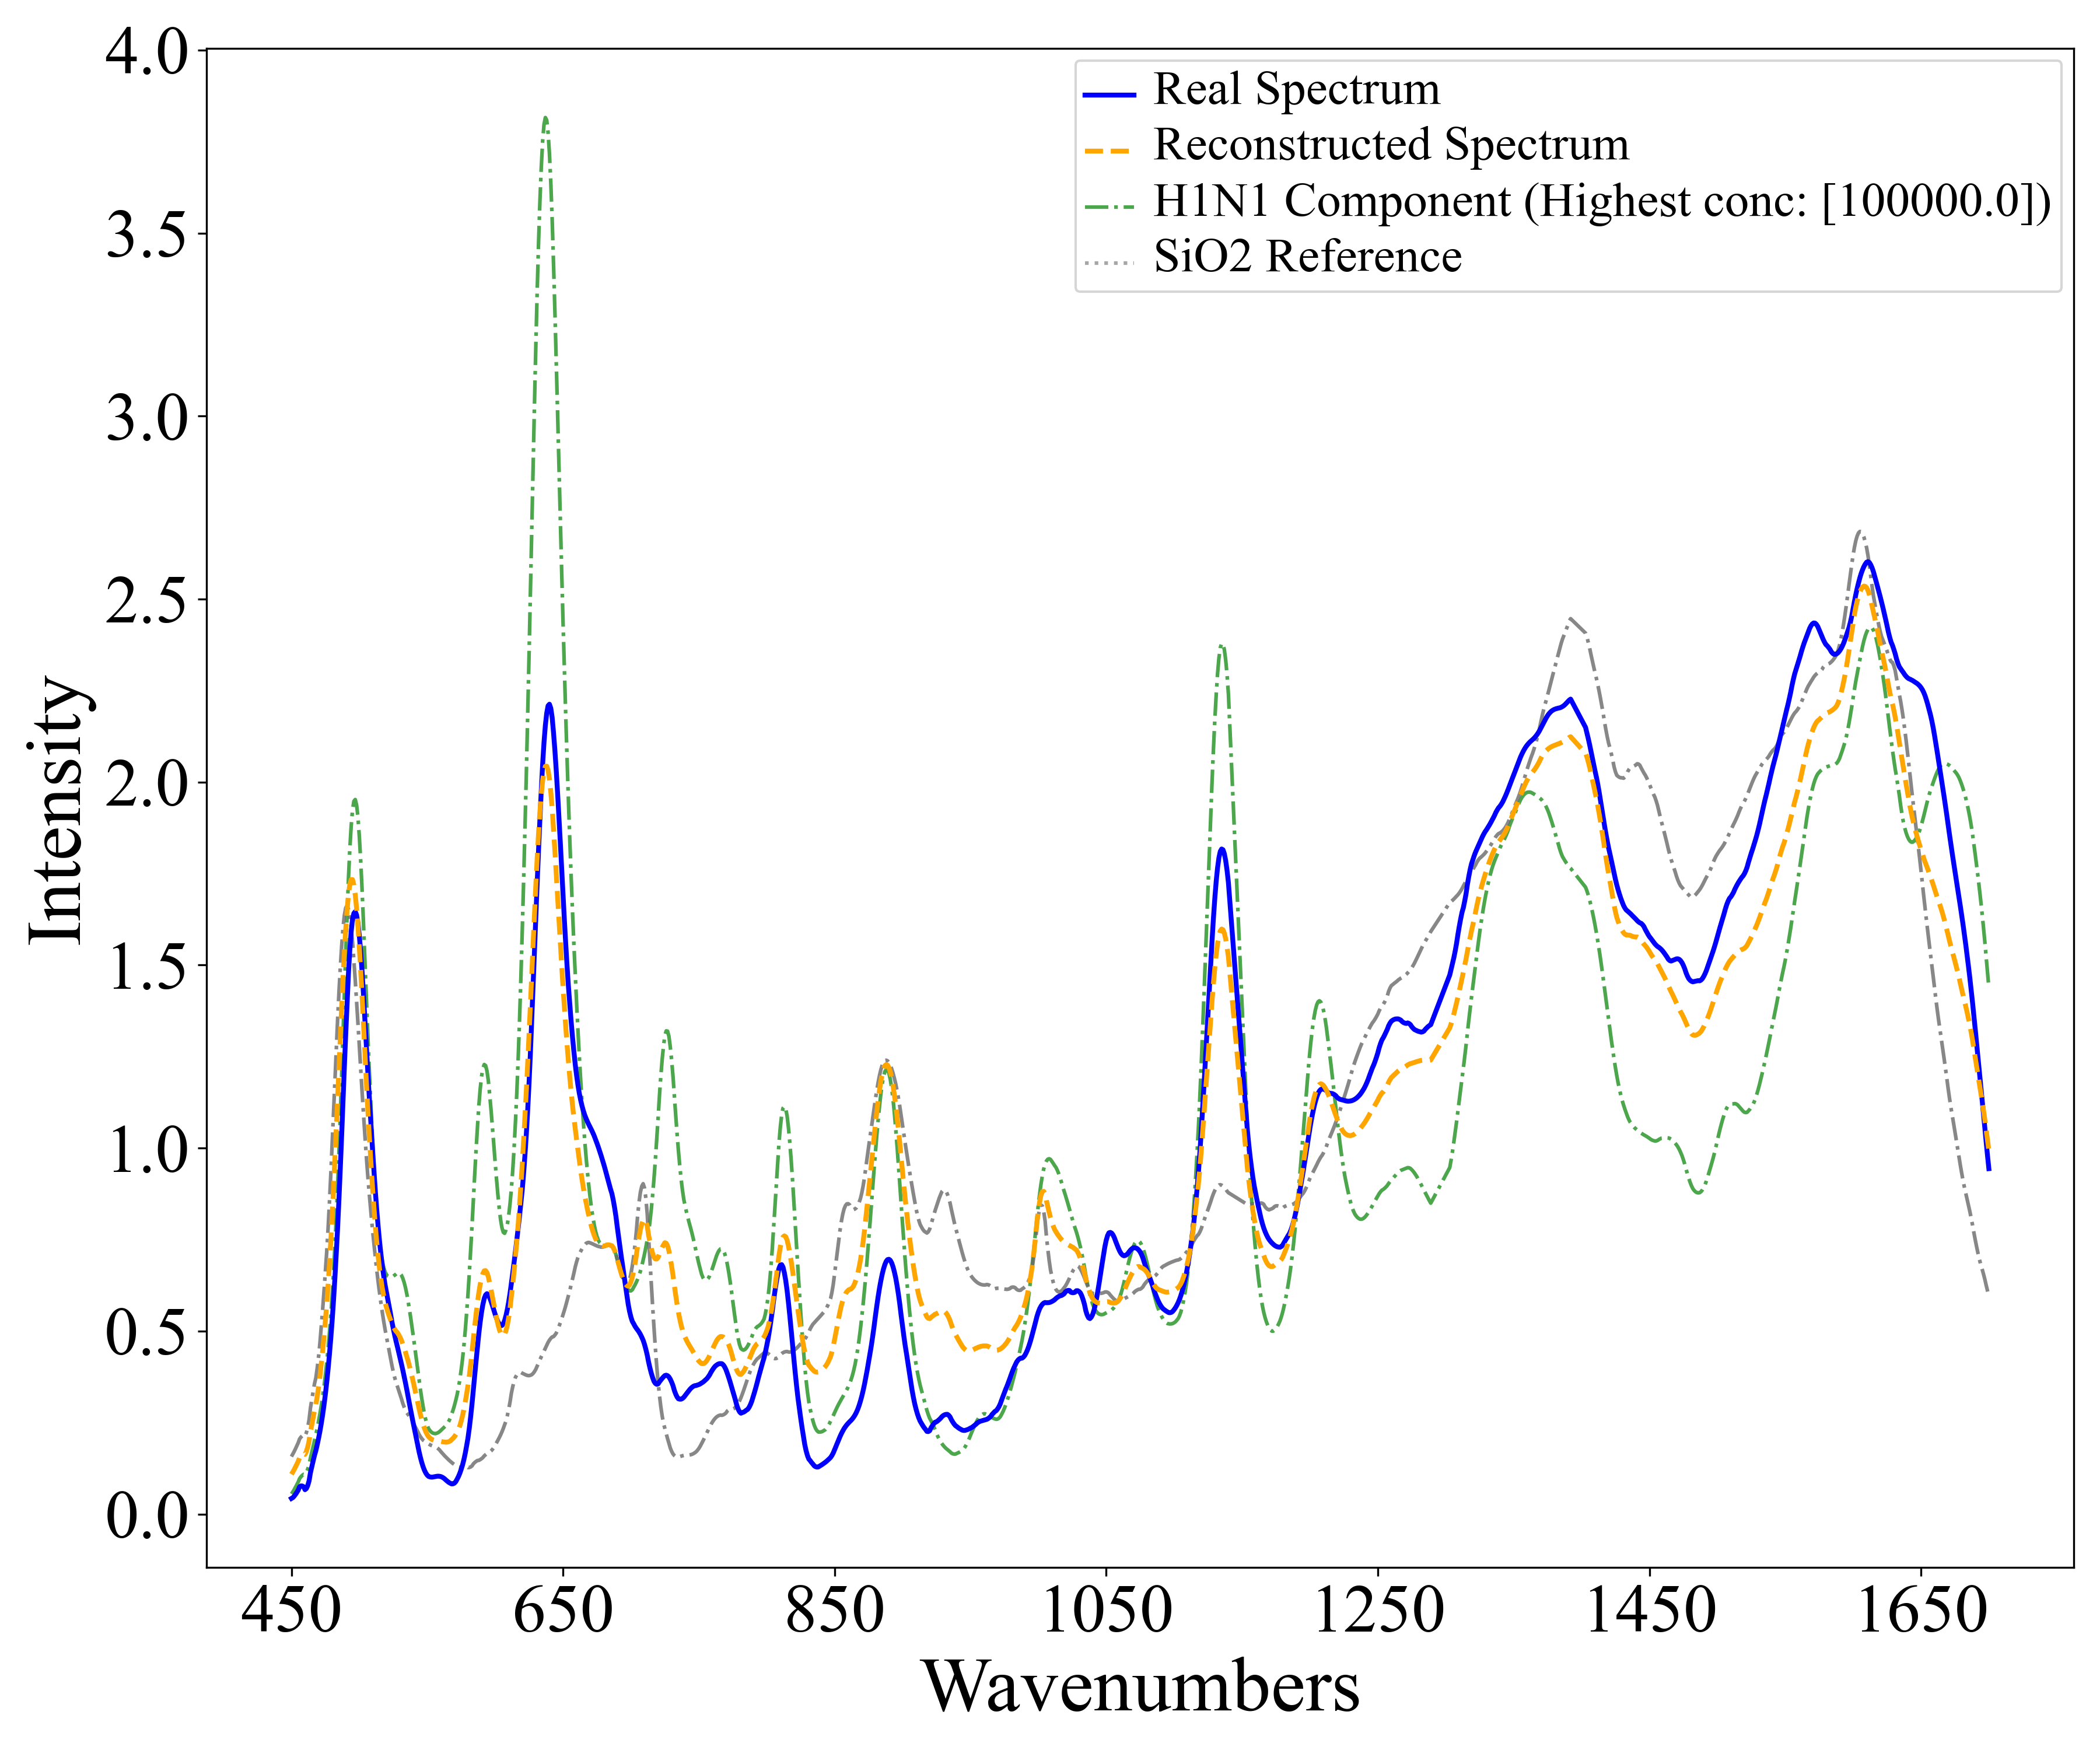 Real Spectrum
Reconstructed Spectrum
H1N1 Component (Highest conc: [100000.0])
SiO2 Reference
4.0
3.5
3.0
2.5
2.0
1.5
1.0
0.5
0.0
Intensity
450 650 850 1050 1250 1450 1650
Wavenumbers